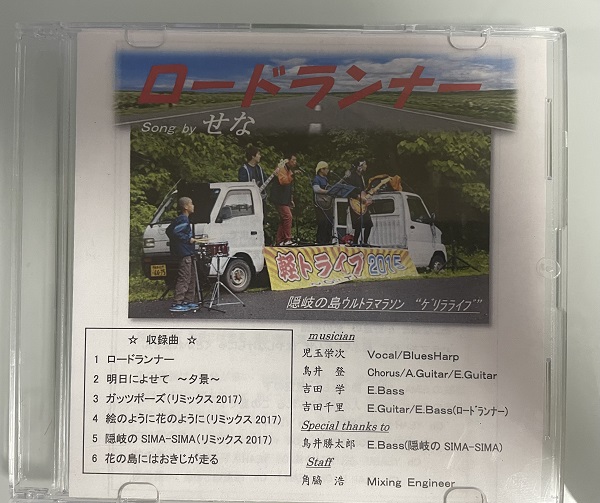 ロードランナー
Song by せな
軽トライブ 2015
隠岐の島ウルトラマラソン "ゲリラライブ"
☆ 収録曲 ☆
1 ロードランナー
2 明日によせて ～夕景～
3 ガッツポーズ(リミックス 2017)
4 絵のように花のように(リミックス 2017)
5 隠岐の SIMA-SIMA(リミックス 2017)
6 花の島にはおきじが走る
musician
児玉栄次 Vocal/BluesHarp
鳥井 登 Chorus/A.Guitar/E.Guitar
吉田 学 E.Bass
吉田千里 E.Guitar/E.Bass(ロードランナー)
Special thanks to
鳥井勝太郎 E.Bass(隠岐の SIMA-SIMA)
Staff
角脇 浩 Mixing Engineer